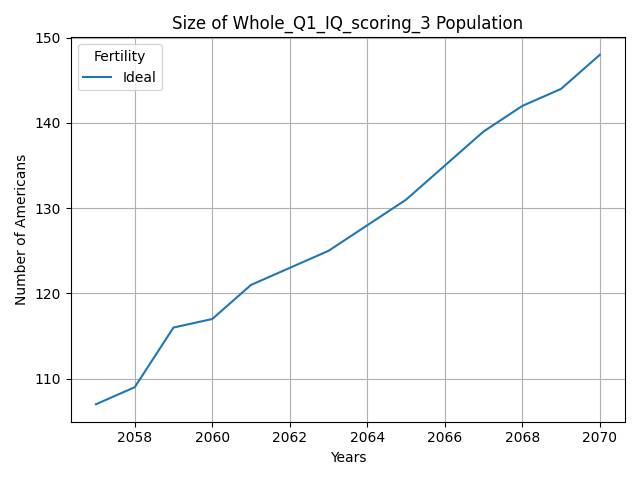 Size of Whole_Q1_IQ_scoring_3 Population
Fertility
Ideal
Number of Americans
150
140
130
120
110
2058 2060 2062 2064 2066 2068 2070
Years